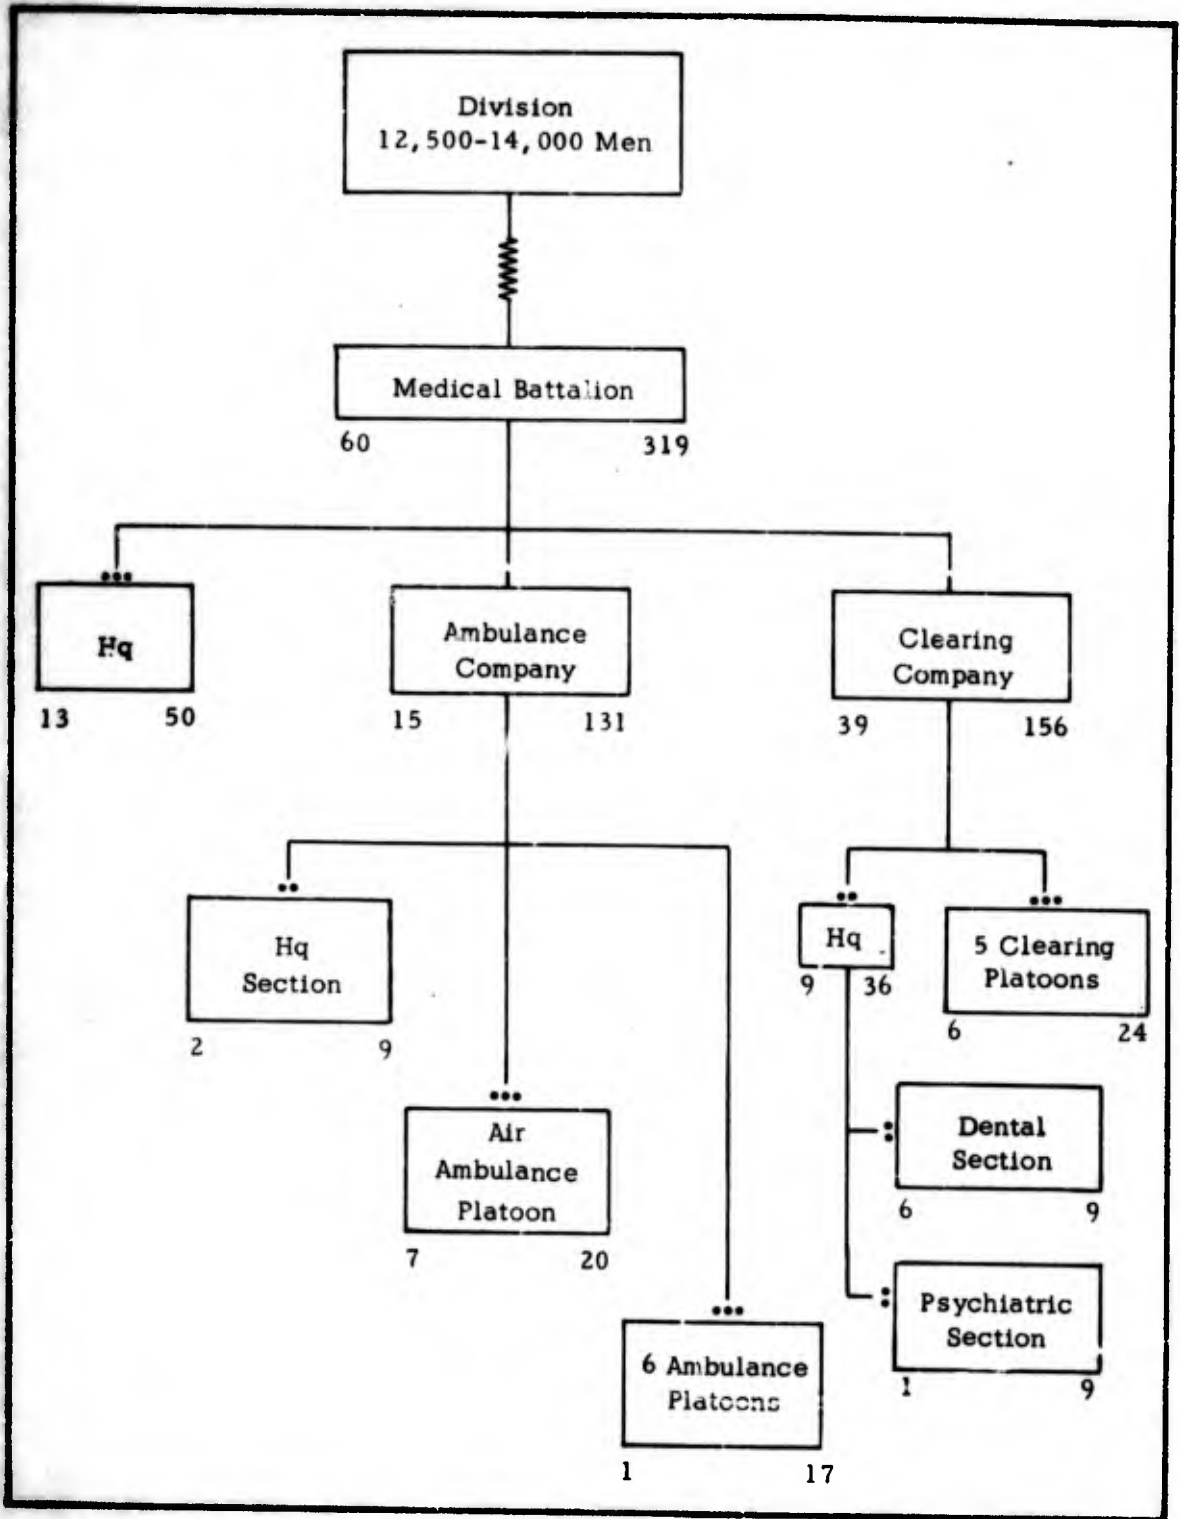 Division
12,500-14,000 Men
Medical Battalion
60 319
Hq
13 50
Ambulance
Company
15 131
Clearing
Company
39 156
Hq
Section
2 9
Air
Ambulance
Platoon
7 20
6 Ambulance
Platoons
1 17
Hq
9 36
5 Clearing
Platoons
6 24
Dental
Section
6 9
Psychiatric
Section
1 9